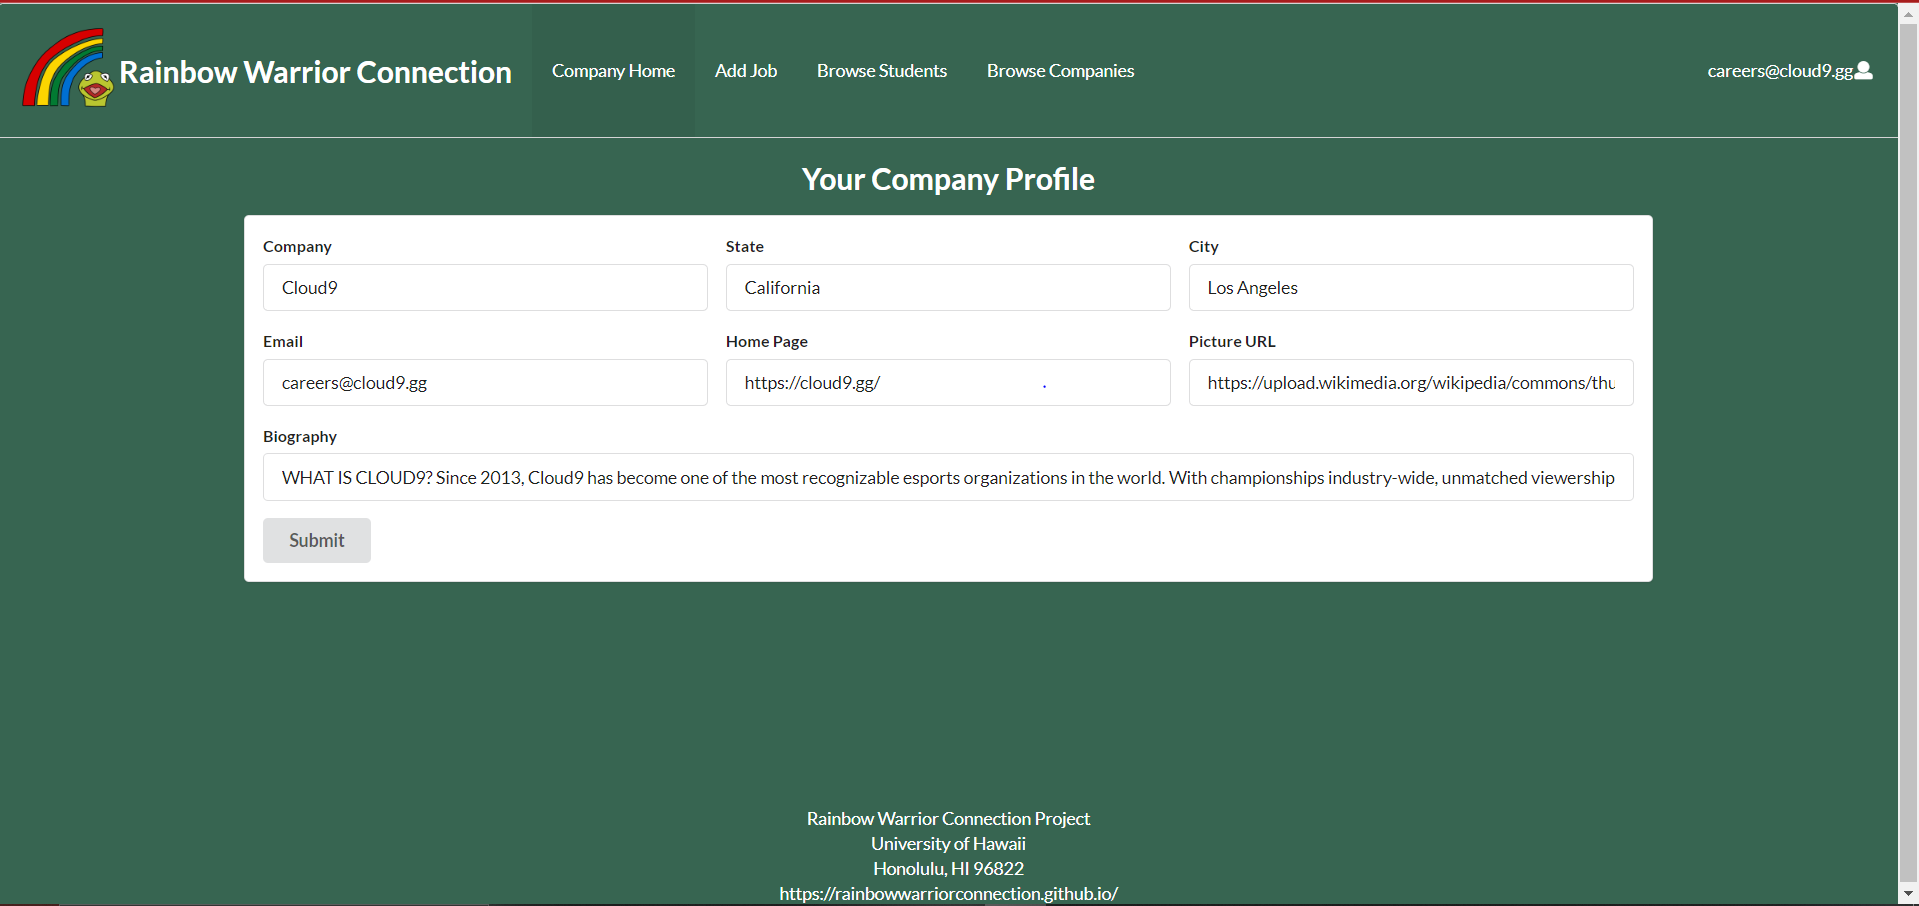 Rainbow Warrior Connection Company Home Add Job Browse Students Browse Companies careers@cloud9.gg
Your Company Profile
Company State City
Cloud9 California Los Angeles
Email Home Page Picture URL
careers@cloud9.gg https://cloud9.gg/ https://upload.wikimedia.org/wikipedia/commons/thu
Biography
WHAT IS CLOUD9? Since 2013, Cloud9 has become one of the most recognizable esports organizations in the world. With championships industry-wide, unmatched viewership
Submit
Rainbow Warrior Connection Project
University of Hawaii
Honolulu, HI 96822
https://rainbowwarriorconnection.github.io/